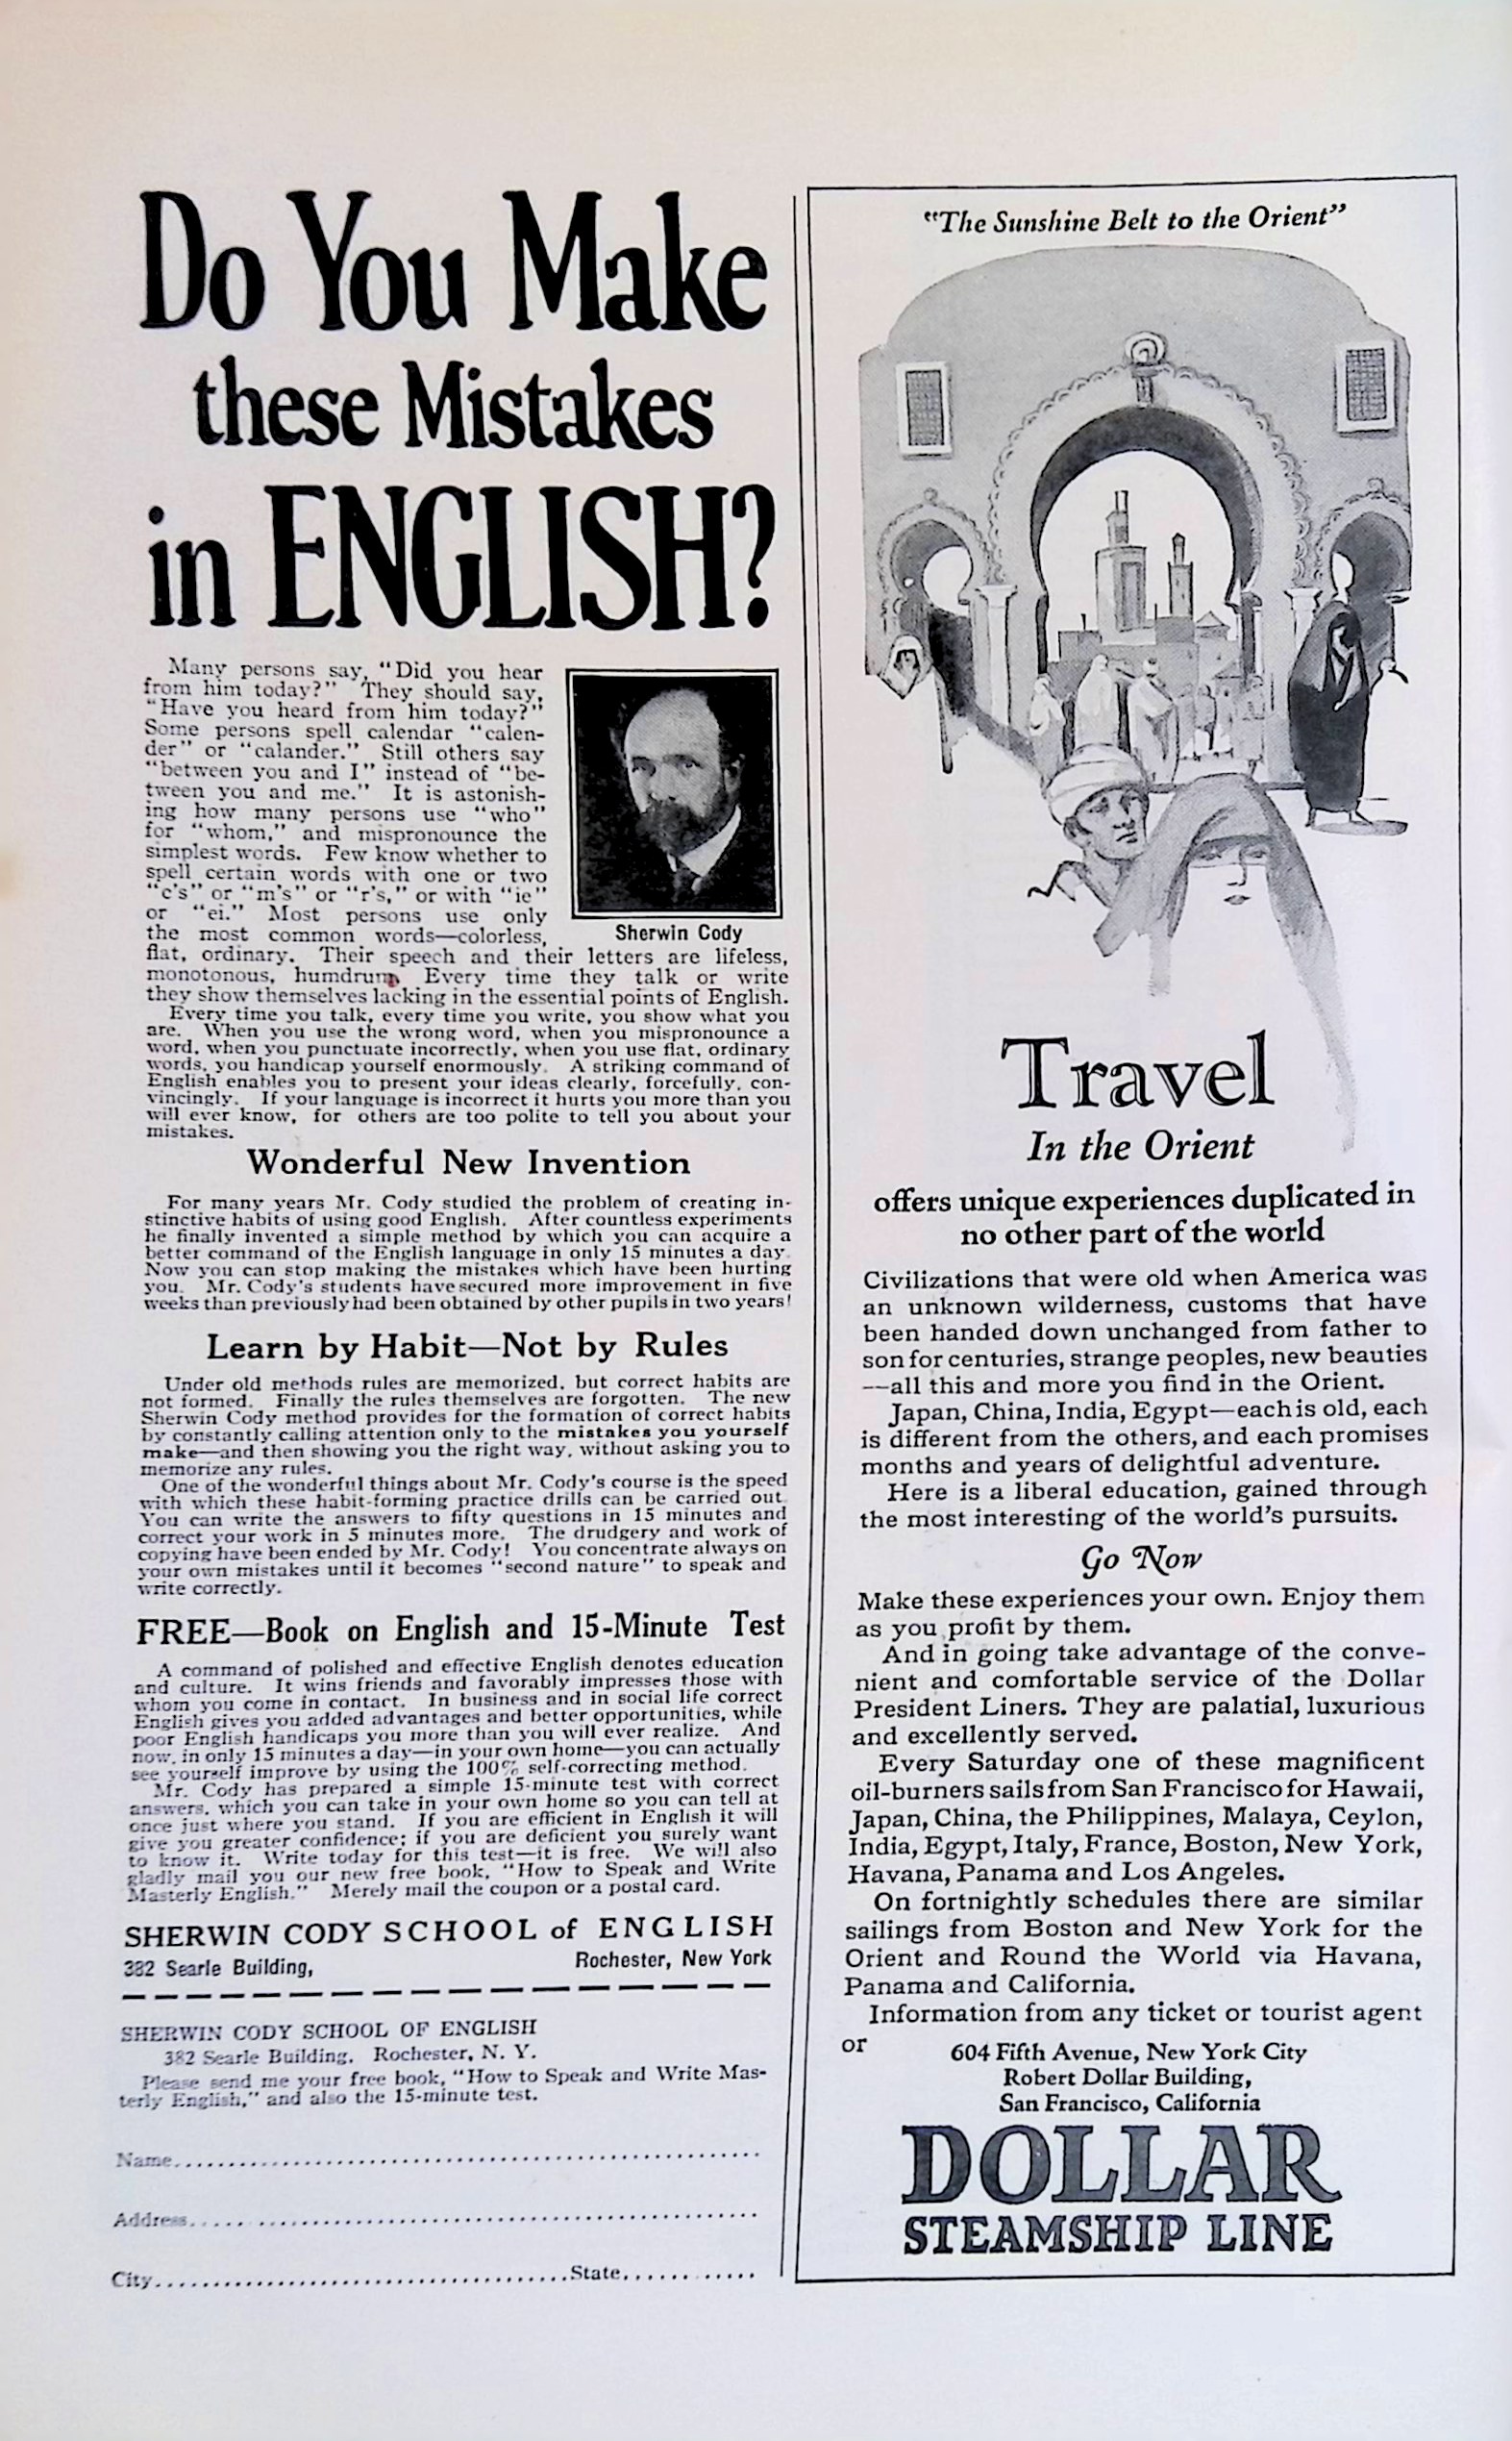 Do You Make
these Mistakes
in ENGLISH?
Many persons say, "Did you hear
from him today?" They should say,
"Have you heard from him today?"
Some persons spell calendar "calen-
der" or "calander." Still others say
"between you and I" instead of "be-
tween you and me." It is astonish-
ing how many persons use "who"
for "whom," and mispronounce the
simplest words. Few know whether to
spell certain words with one or two
"c's" or "m's" or "r's," or with "ie"
or "ei." Most persons use only
the most common words—colorless,
flat, ordinary. Their speech and their letters are lifeless,
monotonous, humdrum. Every time they talk or write
they show themselves lacking in the essential points of English.
Sherwin Cody
Every time you talk, every time you write, you show what you
are. When you use the wrong word, when you mispronounce a
word, when you punctuate incorrectly, when you use flat, ordinary
words, you handicap yourself enormously. A striking command of
English enables you to present your ideas clearly, forcefully, con-
vincingly. If your language is incorrect it hurts you more than you
will ever know, for others are too polite to tell you about your
mistakes.
Wonderful New Invention
For many years Mr. Cody studied the problem of creating in-
stinctive habits of using good English. After countless experiments
he finally invented a simple method by which you can acquire a
better command of the English language in only 15 minutes a day.
Now you can stop making the mistakes which have been hurting
you. Mr. Cody's students have secured more improvement in five
weeks than previously had been obtained by other pupils in two years!
Learn by Habit—Not by Rules
Under old methods rules are memorized, but correct habits are
not formed. Finally the rules themselves are forgotten. The new
Sherwin Cody method provides for the formation of correct habits
by constantly calling attention only to the mistakes you yourself
make—and then showing you the right way, without asking you to
memorize any rules.
One of the wonderful things about Mr. Cody's course is the speed
with which these habit-forming practice drills can be carried out.
You can write the answers to fifty questions in 15 minutes and
correct your work in 5 minutes more. The drudgery and work of
copying have been ended by Mr. Cody! You concentrate always on
your own mistakes until it becomes "second nature" to speak and
write correctly.
FREE—Book on English and 15-Minute Test
A command of polished and effective English denotes education
and culture. It wins friends and favorably impresses those with
whom you come in contact. In business and in social life correct
English gives you added advantages and better opportunities, while
poor English handicaps you more than you will ever realize. And
now, in only 15 minutes a day—in your own home—you can actually
see yourself improve by using the 100% self-correcting method.
Mr. Cody has prepared a simple 15-minute test with correct
answers, which you can take in your own home so you can tell at
once just where you stand. If you are efficient in English it will
give you greater confidence; if you are deficient you surely want
to know it. Write today for this test—it is free. We will also
gladly mail you our new free book, "How to Speak and Write
Masterly English." Merely mail the coupon or a postal card.
SHERWIN CODY SCHOOL of ENGLISH
382 Searle Building, Rochester, New York
SHERWIN CODY SCHOOL OF ENGLISH
382 Searle Building, Rochester, N. Y.
Please send me your free book, "How to Speak and Write Mas-
terly English," and also the 15-minute test.
Name
Address
City State
"The Sunshine Belt to the Orient"
Travel
In the Orient
offers unique experiences duplicated in
no other part of the world
Civilizations that were old when America was
an unknown wilderness, customs that have
been handed down unchanged from father to
son for centuries, strange peoples, new beauties
—all this and more you find in the Orient.
Japan, China, India, Egypt—each is old, each
is different from the others, and each promises
months and years of delightful adventure.
Here is a liberal education, gained through
the most interesting of the world's pursuits.
Go Now
Make these experiences your own. Enjoy them
as you profit by them.
And in going take advantage of the conve-
nient and comfortable service of the Dollar
President Liners. They are palatial, luxurious
and excellently served.
Every Saturday one of these magnificent
oil-burners sails from San Francisco for Hawaii,
Japan, China, the Philippines, Malaya, Ceylon,
India, Egypt, Italy, France, Boston, New York,
Havana, Panama and Los Angeles.
On fortnightly schedules there are similar
sailings from Boston and New York for the
Orient and Round the World via Havana,
Panama and California.
Information from any ticket or tourist agent
or
604 Fifth Avenue, New York City
Robert Dollar Building,
San Francisco, California
DOLLAR
STEAMSHIP LINE